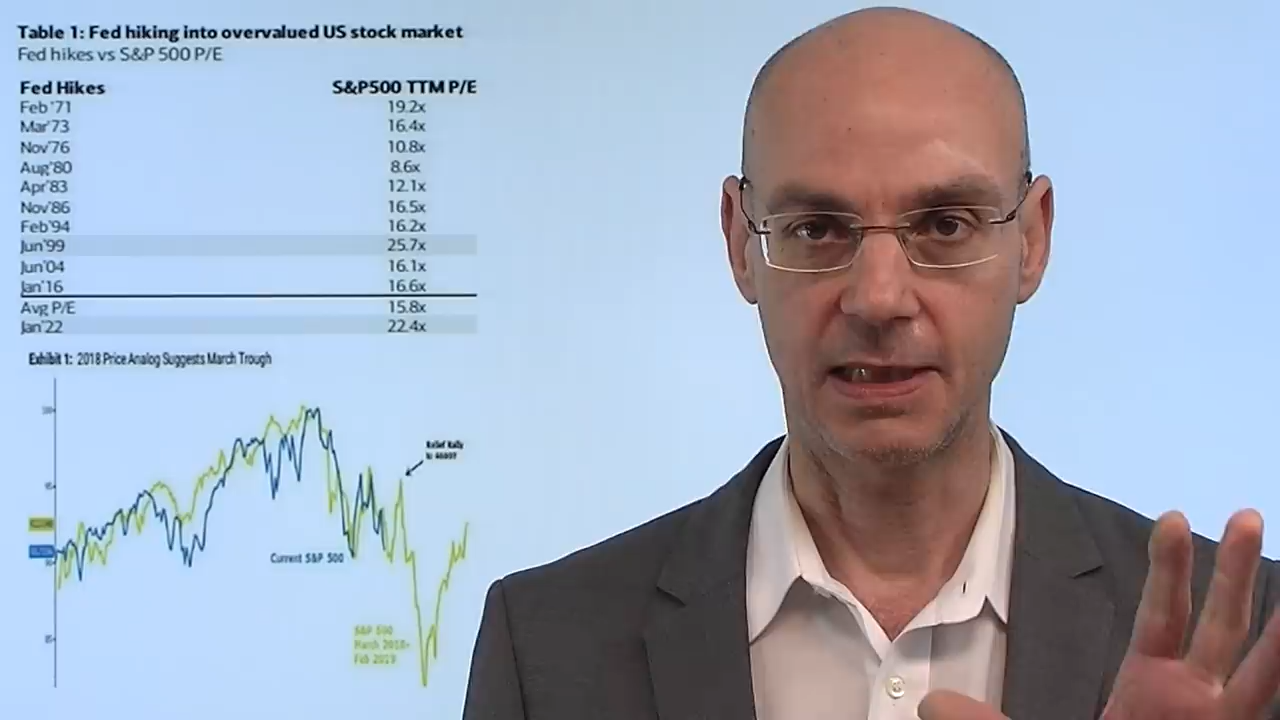 Table 1: Fed hiking into overvalued US stock market
Fed hikes vs S&P 500 P/E
Fed Hikes S&P500 TTM P/E
Feb'71 19.2x
Mar'73 16.4x
Nov'76 10.8x
Aug'80 8.6x
Apr'83 12.1x
Nov'86 16.5x
Feb'94 16.2x
Jun'99 25.7x
Jun'04 16.1x
Jan'16 16.6x
Avg P/E 15.8x
Jan'22 22.4x
Exhibit 1: 2018 Price Analog Suggests March Trough
100
Relief Rally
95
Current S&P 500
90
S&P 500
March 2018-
Feb 2019
85